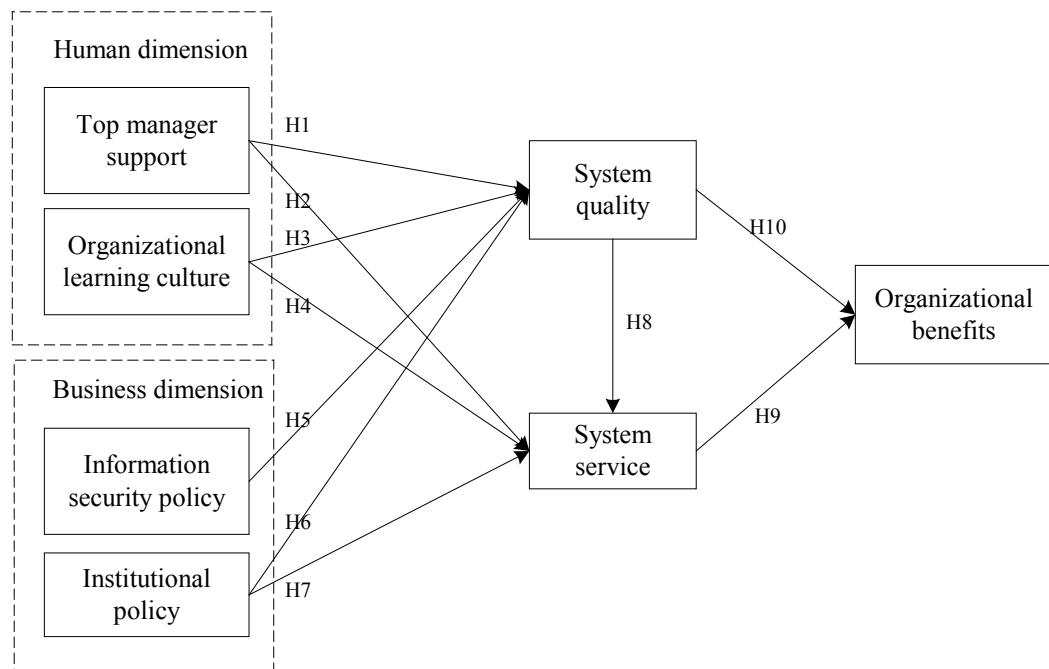 Human dimension
Top manager
support
Organizational
learning culture
Business dimension
Information
security policy
Institutional
policy
H1
H2
H3
H4
H5
H6
H7
System
quality
H8
System
service
H10
H9
Organizational
benefits